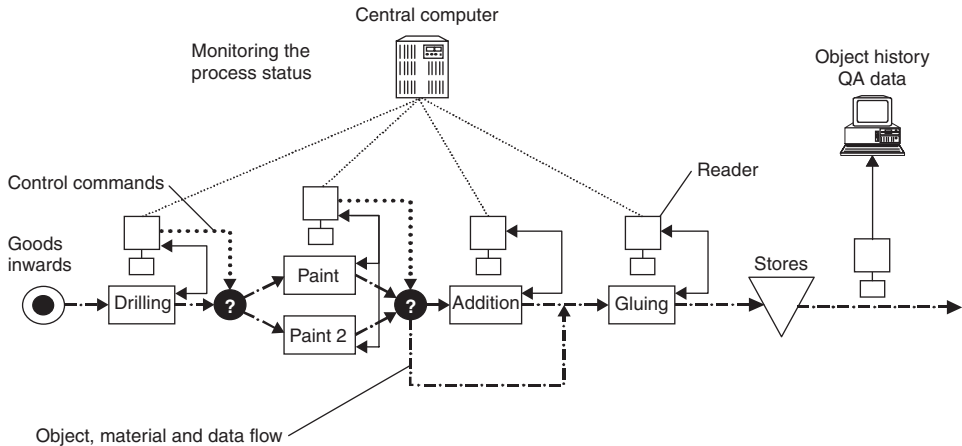 Central computer
Monitoring the
process status
Object history
QA data
Control commands
Reader
Goods
inwards
Stores
Drilling
?
Paint
Paint 2
?
Addition
Gluing
Object, material and data flow